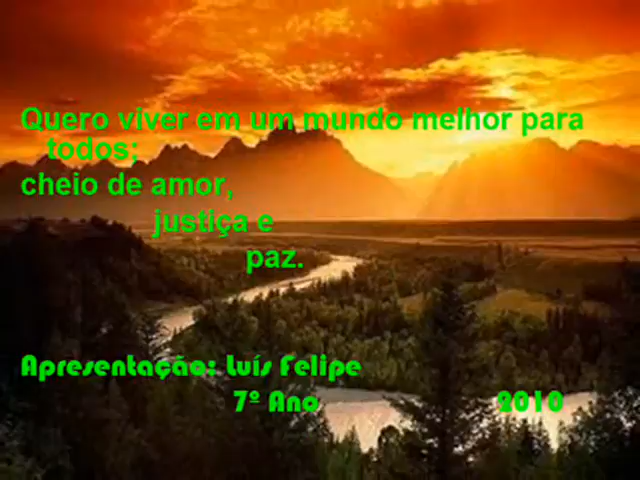 Quero viver em um mundo melhor para
todos;
cheio de amor,
justiça e
paz.
Apresentação: Luís Felipe
7º Ano 2010